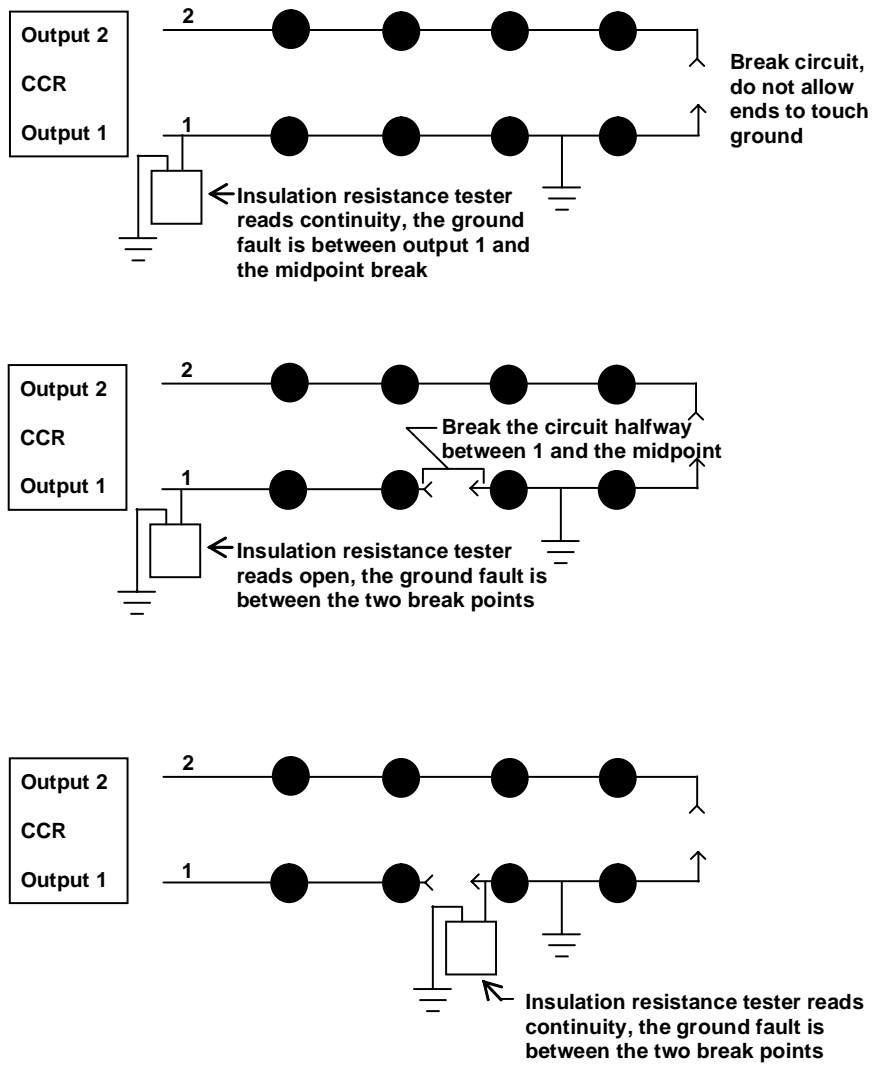 Output 2
CCR
Output 1
2
1
Break circuit,
do not allow
ends to touch
ground
Insulation resistance tester
reads continuity, the ground
fault is between output 1 and
the midpoint break
Output 2
CCR
Output 1
2
1
Break the circuit halfway
between 1 and the midpoint
Insulation resistance tester
reads open, the ground fault is
between the two break points
Output 2
CCR
Output 1
2
1
Insulation resistance tester reads
continuity, the ground fault is
between the two break points